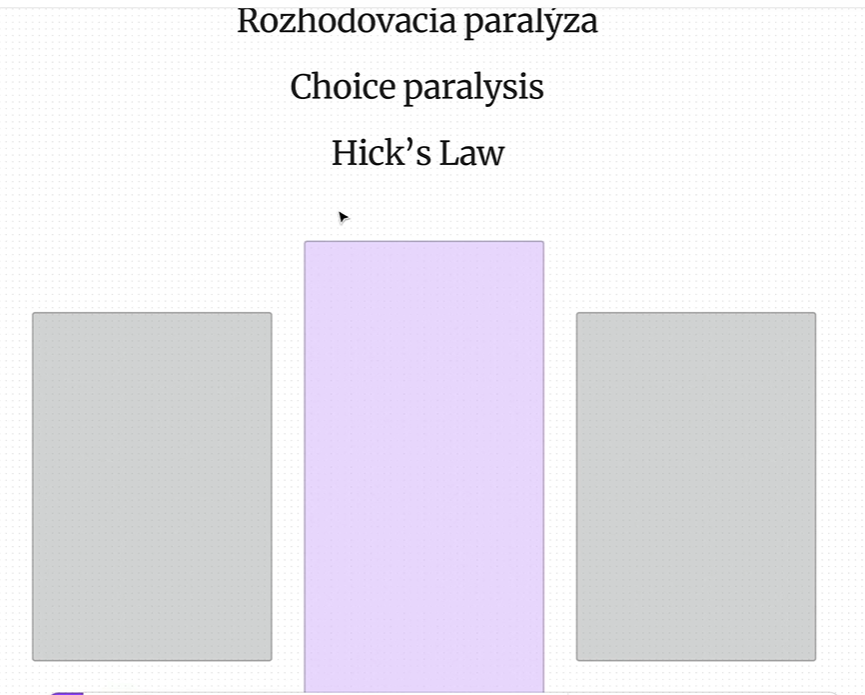 Rozhodovacia paralýza
Choice paralysis
Hick’s Law